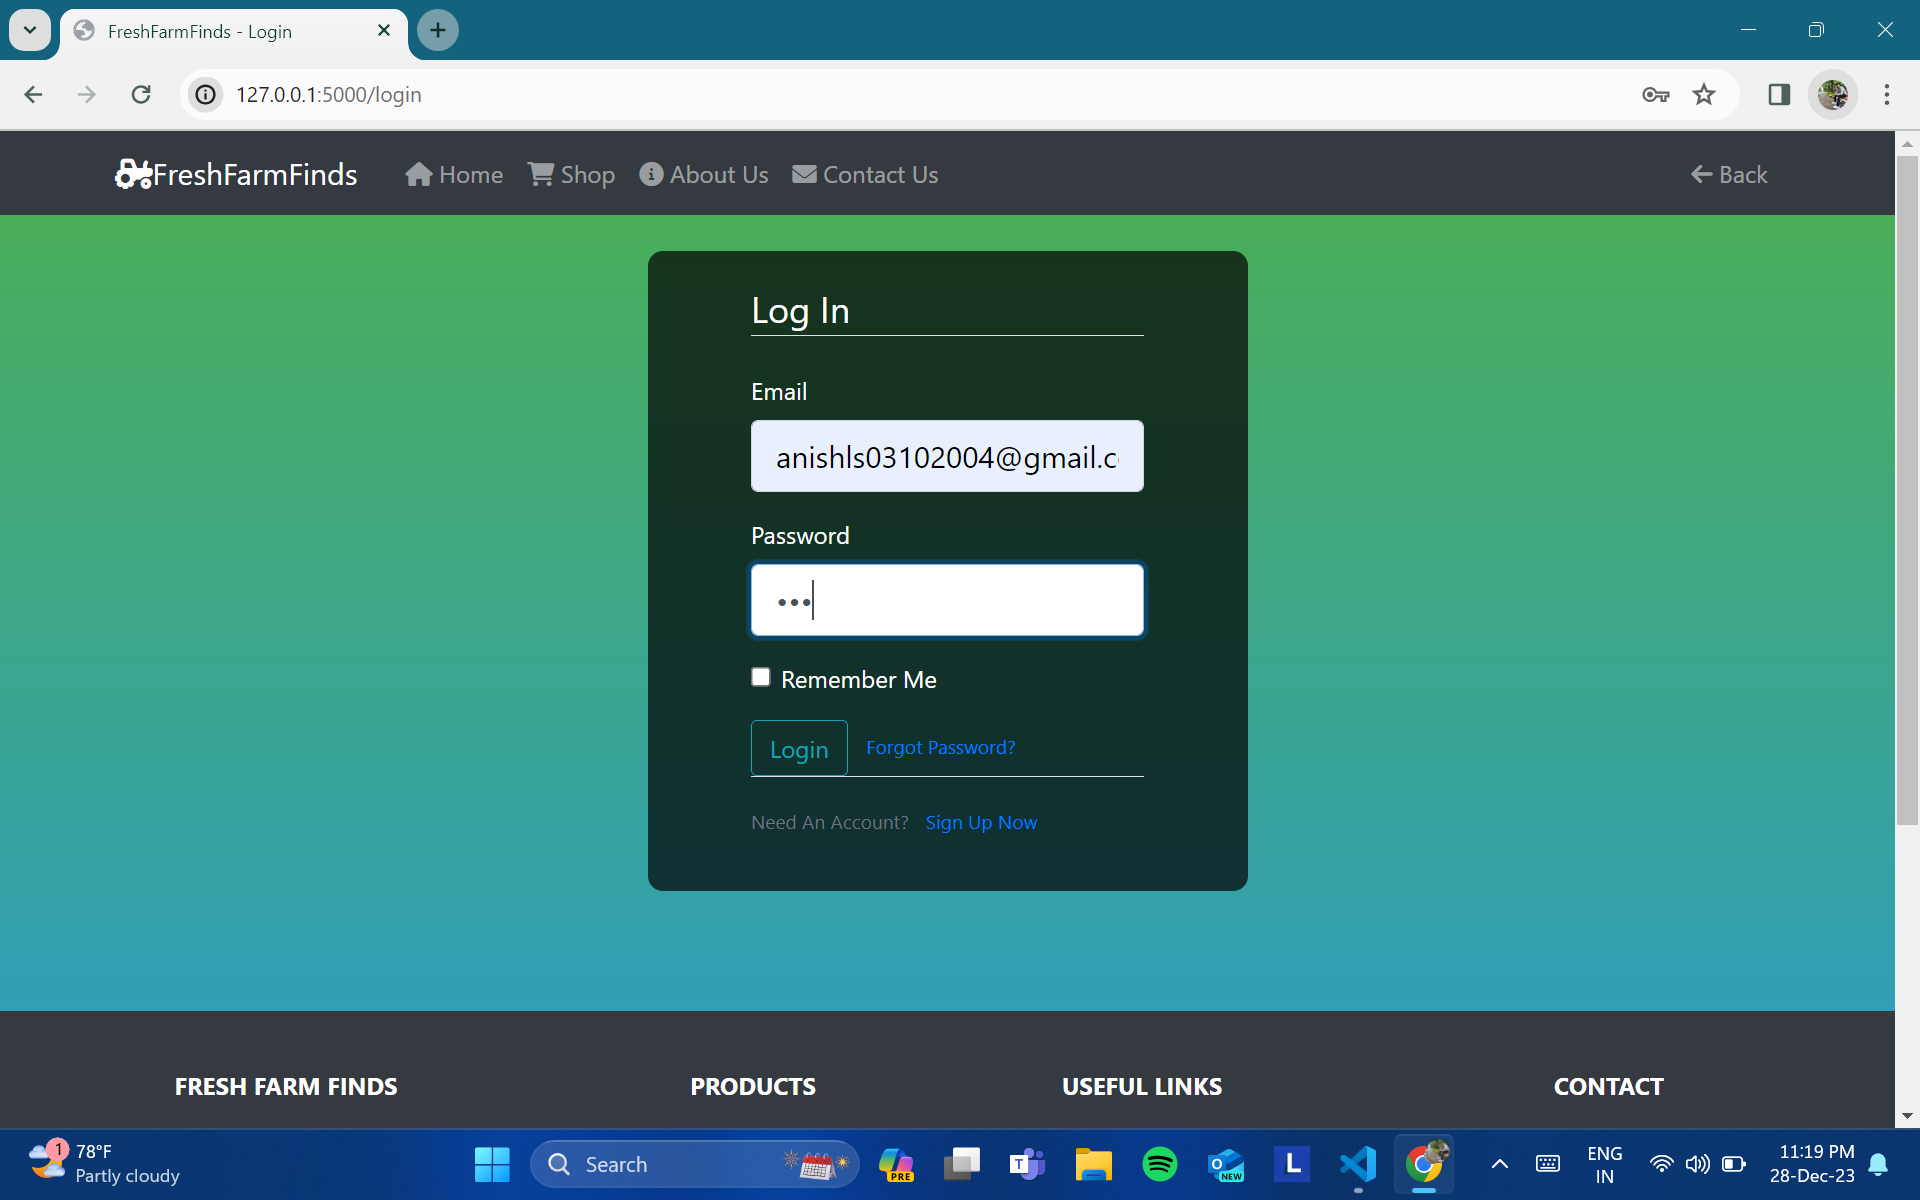 FreshFarmFinds - Login
127.0.0.1:5000/login
FreshFarmFinds Home Shop About Us Contact Us Back
Log In
Email
anishls03102004@gmail.c
Password
Remember Me
Login Forgot Password?
Need An Account? Sign Up Now
FRESH FARM FINDS PRODUCTS USEFUL LINKS CONTACT
1 78°F
Partly cloudy
Search
PRE
T
O
NEW
L
ENG
IN
11:19 PM
28-Dec-23